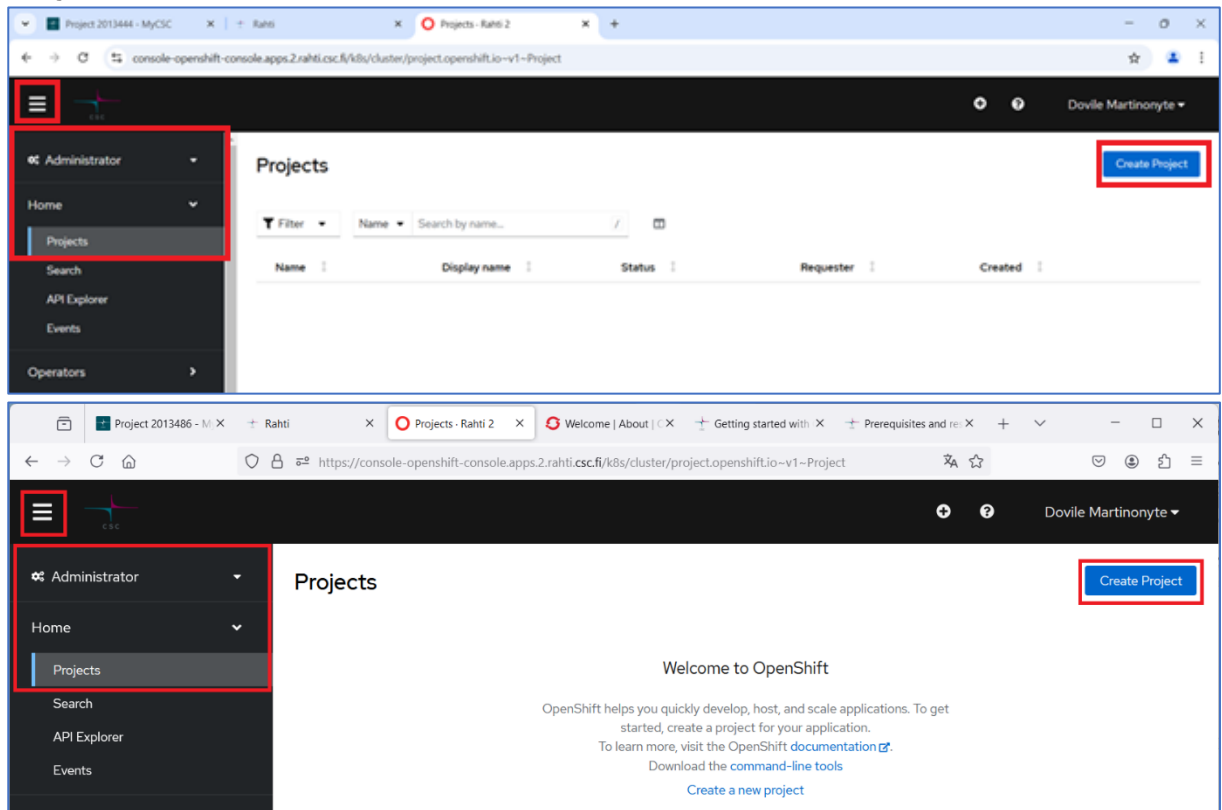 Project 2013444 - MyCSC Rahti Projects · Rahti 2
console-openshift-console.apps.2.rahti.csc.fi/k8s/cluster/project.openshift.io~v1~Project
CSC
Dovile Martinonyte
Administrator
Projects
Create Project
Home
Filter Name Search by name... /
Projects
Name Display name Status Requester Created
Search
API Explorer
Events
Operators
Project 2013486 - M Rahti Projects · Rahti 2 Welcome | About | Getting started with Prerequisites and re
https://console-openshift-console.apps.2.rahti.csc.fi/k8s/cluster/project.openshift.io~v1~Project
CSC
Dovile Martinonyte
Administrator
Projects
Create Project
Home
Projects
Welcome to OpenShift
Search
OpenShift helps you quickly develop, host, and scale applications. To get
started, create a project for your application.
API Explorer
To learn more, visit the OpenShift documentation.
Download the command-line tools
Events
Create a new project